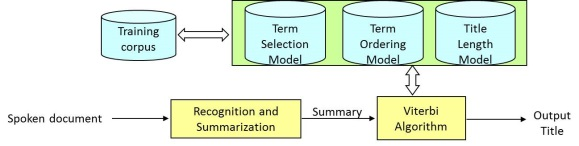 Training
corpus
Term
Selection
Model
Term
Ordering
Model
Title
Length
Model
Spoken document
Recognition and
Summarization
Summary
Viterbi
Algorithm
Output
Title